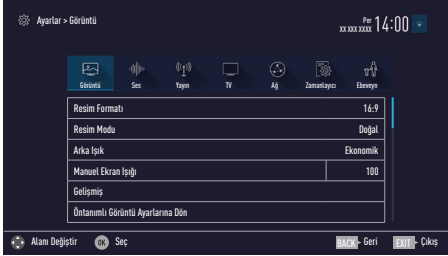 Ayarlar > Görüntü
Per
xx xxx xxxx 14:00
Görüntü Ses Yayın TV Ağ Zamanlayıcı Ebeveyn
Resim Formatı 16:9
Resim Modu Doğal
Arka Işık Ekonomik
Manuel Ekran Işığı 100
Gelişmiş
Öntanımlı Görüntü Ayarlarına Dön
Alanı Değiştir OK Seç BACK Geri EXIT Çıkış